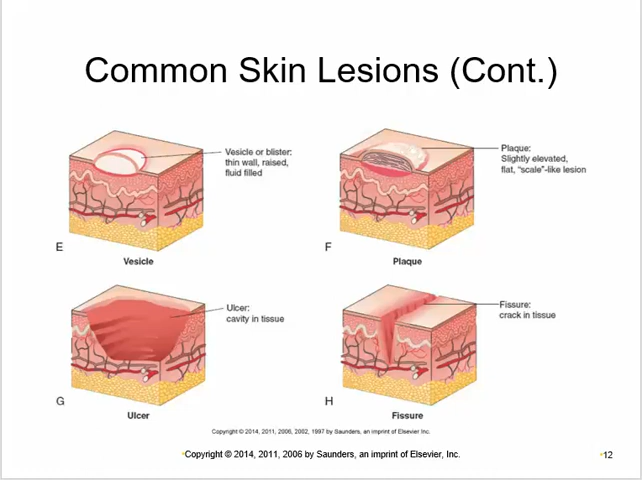 Common Skin Lesions (Cont.)
Vesicle or blister:
thin wall, raised,
fluid filled
E
Vesicle
Plaque:
Slightly elevated,
flat, “scale”-like lesion
F
Plaque
Ulcer:
cavity in tissue
G
Ulcer
Fissure:
crack in tissue
H
Fissure
Copyright © 2014, 2011, 2006, 2002, 1997 by Saunders, an imprint of Elsevier Inc.
•Copyright © 2014, 2011, 2006 by Saunders, an imprint of Elsevier, Inc.
•12